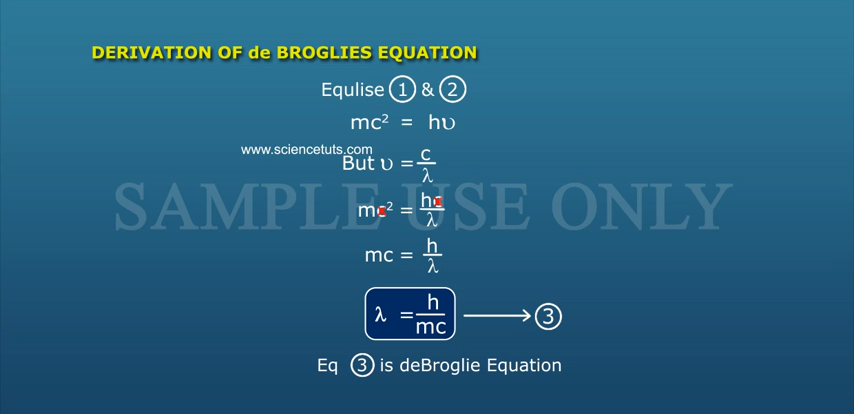 DERIVATION OF de BROGLIES EQUATION
Equlise ① & ②
mc² = hυ
www.sciencetuts.com
But υ = c/λ
SAMPLE USE ONLY
mc² = hc/λ
mc = h/λ
λ = h/mc ⟶ ③
Eq ③ is deBroglie Equation